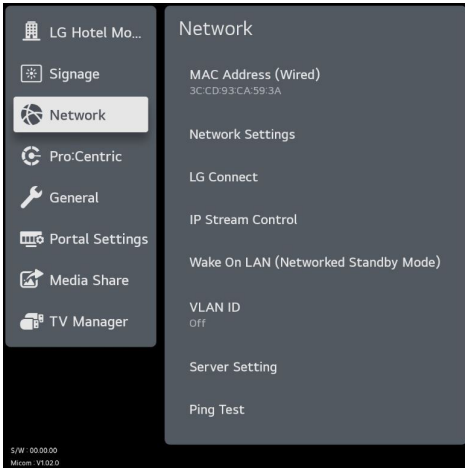 LG Hotel Mo...
Signage
Network
Pro:Centric
General
Portal Settings
Media Share
TV Manager
S/W : 00.00.00
Micom : V1.02.0
Network
MAC Address (Wired)
3C:CD:93:CA:59:3A
Network Settings
LG Connect
IP Stream Control
Wake On LAN (Networked Standby Mode)
VLAN ID
Off
Server Setting
Ping Test